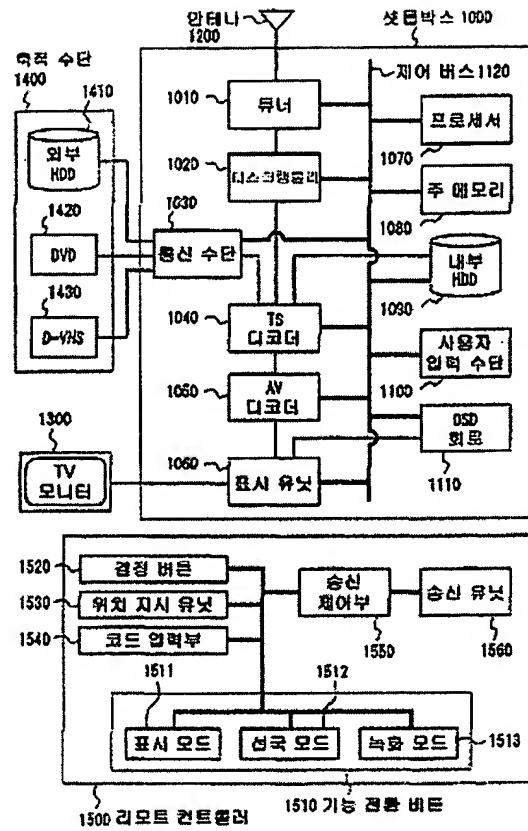 안테나
1200
셋톱박스 1000
축적 수단
1400
1410
외부
HDD
1420
DVD
1430
D-VHS
1300
TV
모니터
제어 버스 1120
1010
튜너
1020
디스크램블러
1030
통신 수단
1040
TS
디코더
1050
AV
디코더
1060
표시 유닛
프로세서
1070
주 메모리
1080
내부
HDD
1090
사용자
입력 수단
1100
OSD
회로
1110
1520
결정 버튼
1530
위치 지시 유닛
1540
코드 입력부
송신
제어부
1550
송신 유닛
1560
1511
표시 모드
1512
선국 모드
녹화 모드
1513
1500 리모트 컨트롤러
1510 기능 전환 버튼